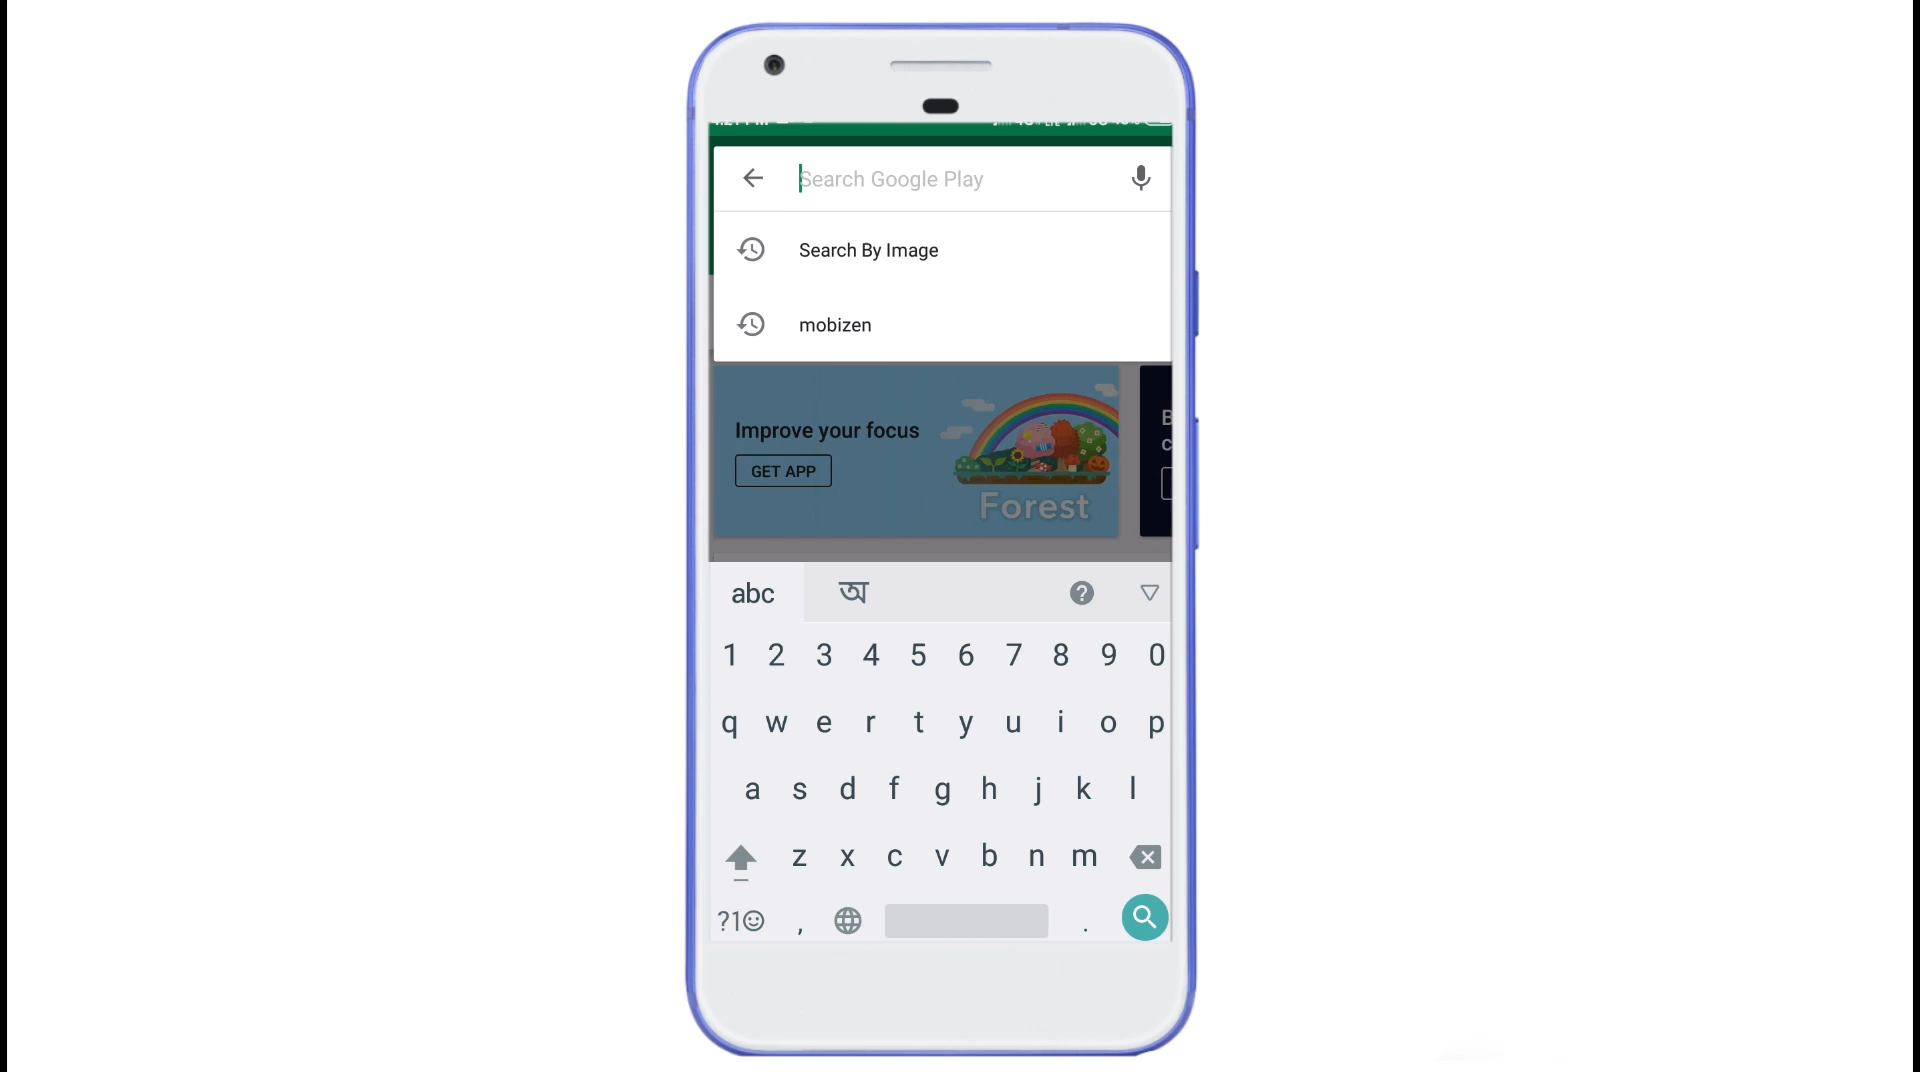 Search Google Play
Search By Image
mobizen
Improve your focus
GET APP
Forest
B
c
abc অ ?
1 2 3 4 5 6 7 8 9 0
q w e r t y u i o p
a s d f g h j k l
z x c v b n m
?1☺ , .